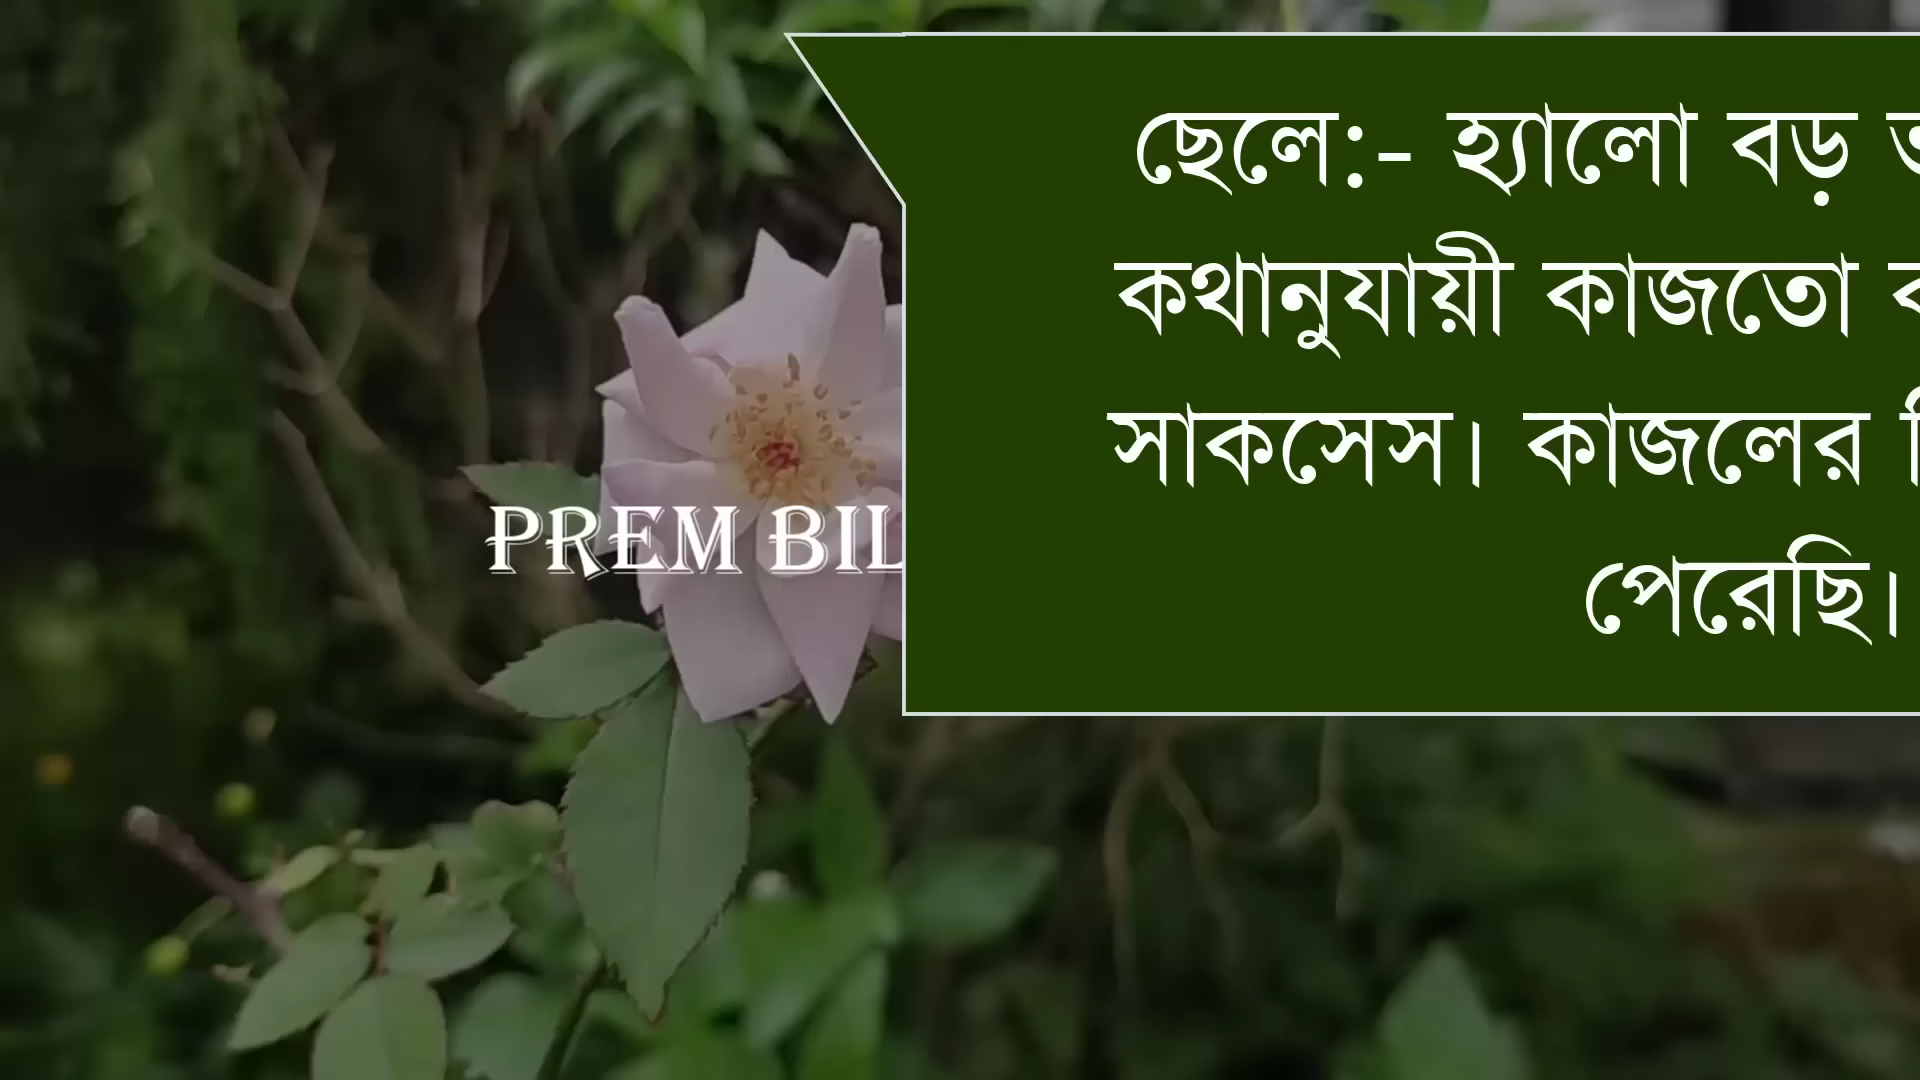 ছেলে:- হ্যালো বড়
কথানুযায়ী কাজতো
সাকসেস। কাজলের
পেরেছি।
PREM BIL